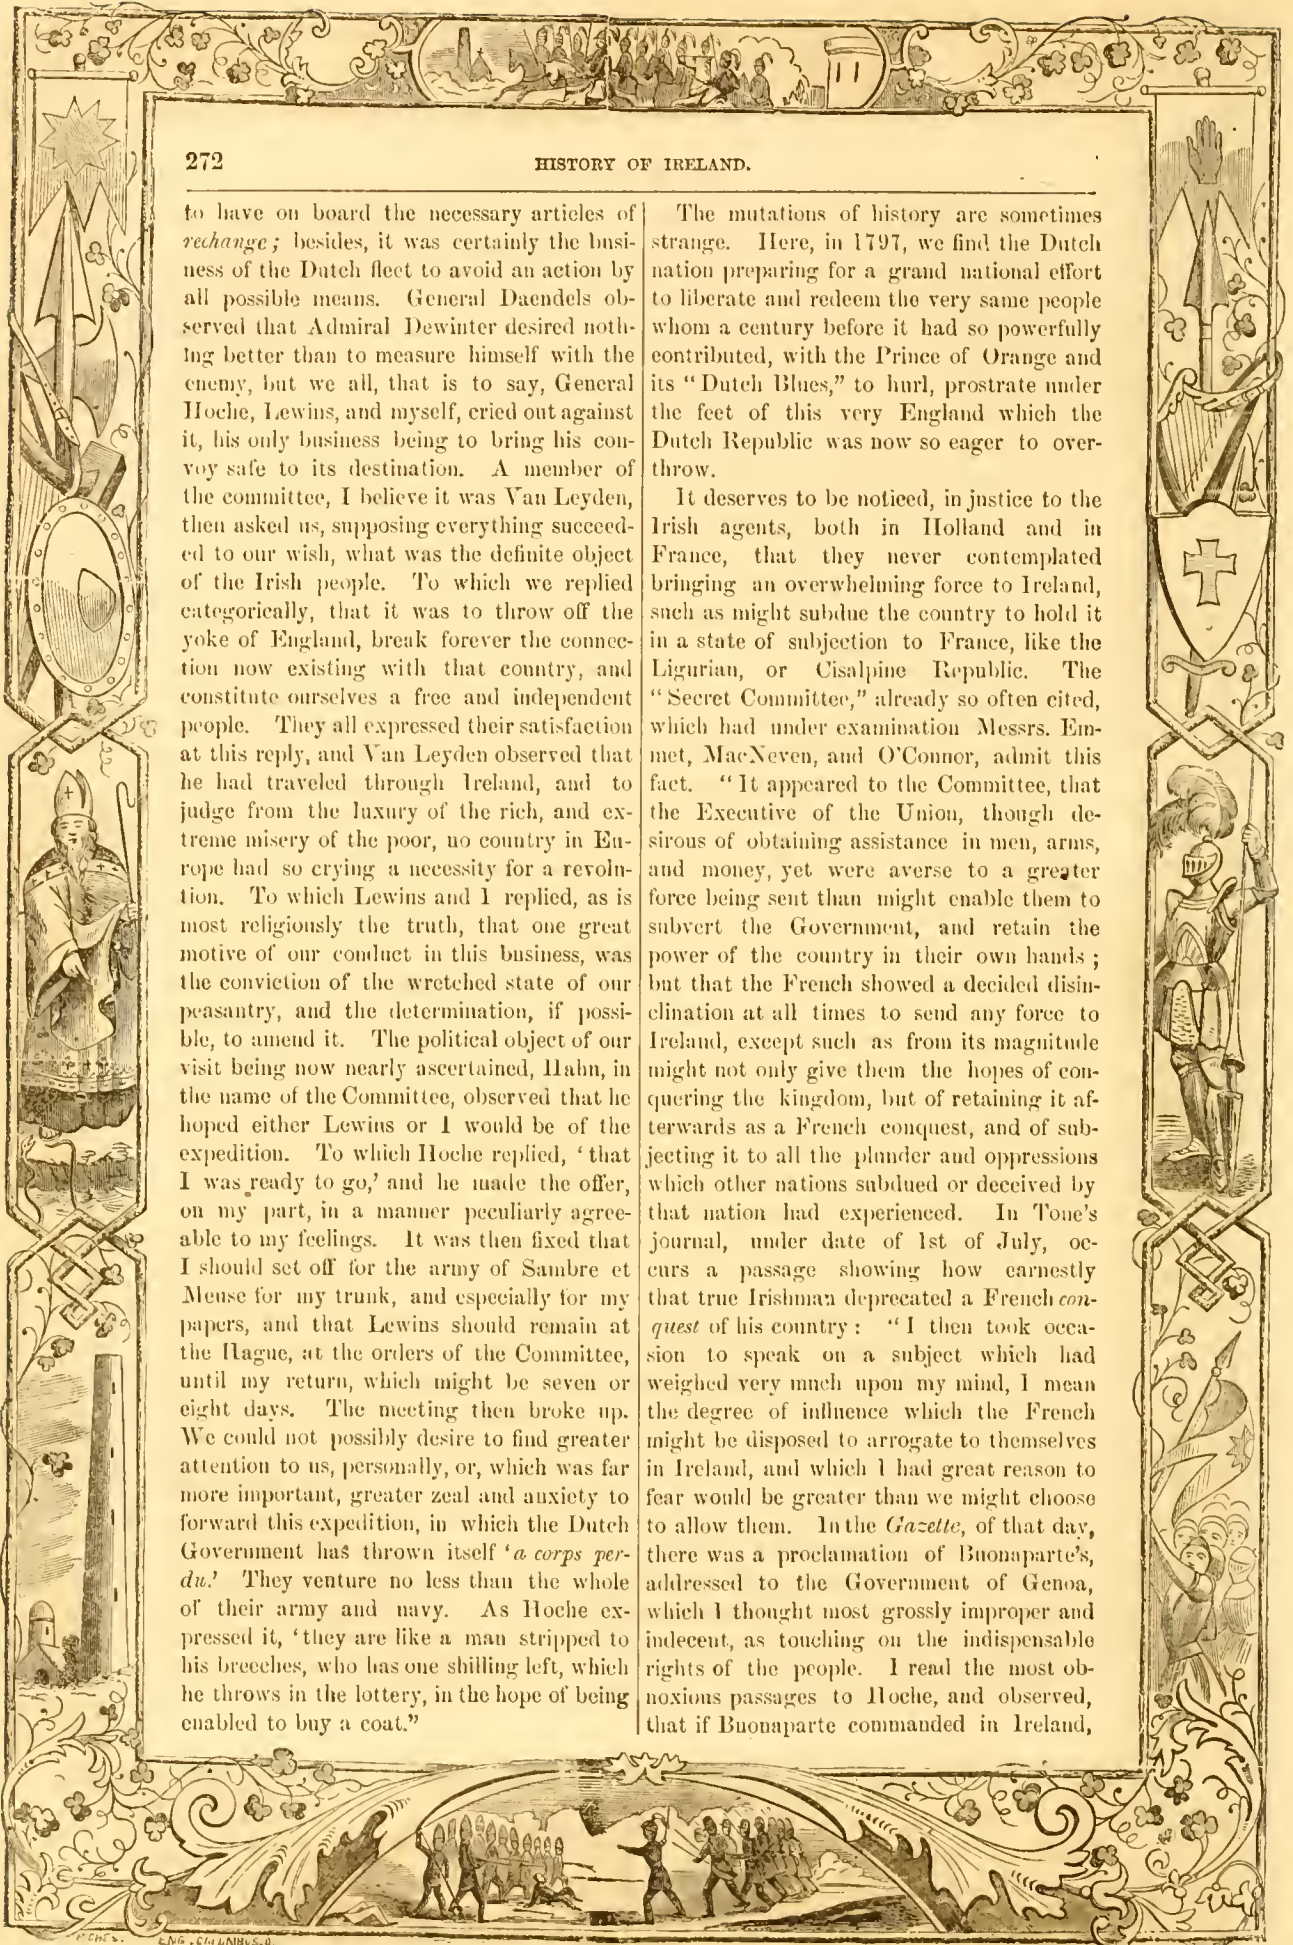 272
HISTORY OF IRELAND.
to have on board the necessary articles of
rechange; besides, it was certainly the busi-
ness of the Dutch fleet to avoid an action by
all possible means. General Daendels ob-
served that Admiral Dewinter desired noth-
ing better than to measure himself with the
enemy, but we all, that is to say, General
Hoche, Lewins, and myself, cried out against
it, his only business being to bring his con-
voy safe to its destination. A member of
the committee, I believe it was Van Leyden,
then asked us, supposing everything succeed-
ed to our wish, what was the definite object
of the Irish people. To which we replied
categorically, that it was to throw off the
yoke of England, break forever the connec-
tion now existing with that country, and
constitute ourselves a free and independent
people. They all expressed their satisfaction
at this reply, and Van Leyden observed that
he had traveled through Ireland, and to
judge from the luxury of the rich, and ex-
treme misery of the poor, no country in Eu-
rope had so crying a necessity for a revolu-
tion. To which Lewins and I replied, as is
most religiously the truth, that one great
motive of our conduct in this business, was
the conviction of the wretched state of our
peasantry, and the determination, if possi-
ble, to amend it. The political object of our
visit being now nearly ascertained, Hahn, in
the name of the Committee, observed that he
hoped either Lewins or I would be of the
expedition. To which Hoche replied, ‘that
I was ready to go,’ and he made the offer,
on my part, in a manner peculiarly agree-
able to my feelings. It was then fixed that
I should set off for the army of Sambre et
Meuse for my trunk, and especially for my
papers, and that Lewins should remain at
the Hague, at the orders of the Committee,
until my return, which might be seven or
eight days. The meeting then broke up.
We could not possibly desire to find greater
attention to us, personally, or, which was far
more important, greater zeal and anxiety to
forward this expedition, in which the Dutch
Government has thrown itself ‘a corps per-
du.’ They venture no less than the whole
of their army and navy. As Hoche ex-
pressed it, ‘they are like a man stripped to
his breeches, who has one shilling left, which
he throws in the lottery, in the hope of being
enabled to buy a coat.”
The mutations of history are sometimes
strange. Here, in 1797, we find the Dutch
nation preparing for a grand national effort
to liberate and redeem the very same people
whom a century before it had so powerfully
contributed, with the Prince of Orange and
its “Dutch Blues,” to hurl, prostrate under
the feet of this very England which the
Dutch Republic was now so eager to over-
throw.
It deserves to be noticed, in justice to the
Irish agents, both in Holland and in
France, that they never contemplated
bringing an overwhelming force to Ireland,
such as might subdue the country to hold it
in a state of subjection to France, like the
Ligurian, or Cisalpine Republic. The
“Secret Committee,” already so often cited,
which had under examination Messrs. Em-
met, MacNeven, and O'Connor, admit this
fact. “It appeared to the Committee, that
the Executive of the Union, though de-
sirous of obtaining assistance in men, arms,
and money, yet were averse to a greater
force being sent than might enable them to
subvert the Government, and retain the
power of the country in their own hands;
but that the French showed a decided disin-
clination at all times to send any force to
Ireland, except such as from its magnitude
might not only give them the hopes of con-
quering the kingdom, but of retaining it af-
terwards as a French conquest, and of sub-
jecting it to all the plunder and oppressions
which other nations subdued or deceived by
that nation had experienced. In Tone's
journal, under date of 1st of July, oc-
curs a passage showing how earnestly
that true Irishman deprecated a French con-
quest of his country: “I then took occa-
sion to speak on a subject which had
weighed very much upon my mind, I mean
the degree of influence which the French
might be disposed to arrogate to themselves
in Ireland, and which I had great reason to
fear would be greater than we might choose
to allow them. In the Gazette, of that day,
there was a proclamation of Buonaparte's,
addressed to the Government of Genoa,
which I thought most grossly improper and
indecent, as touching on the indispensable
rights of the people. I read the most ob-
noxious passages to Hoche, and observed,
that if Buonaparte commanded in Ireland,
ENG. COLUMBUS. O.